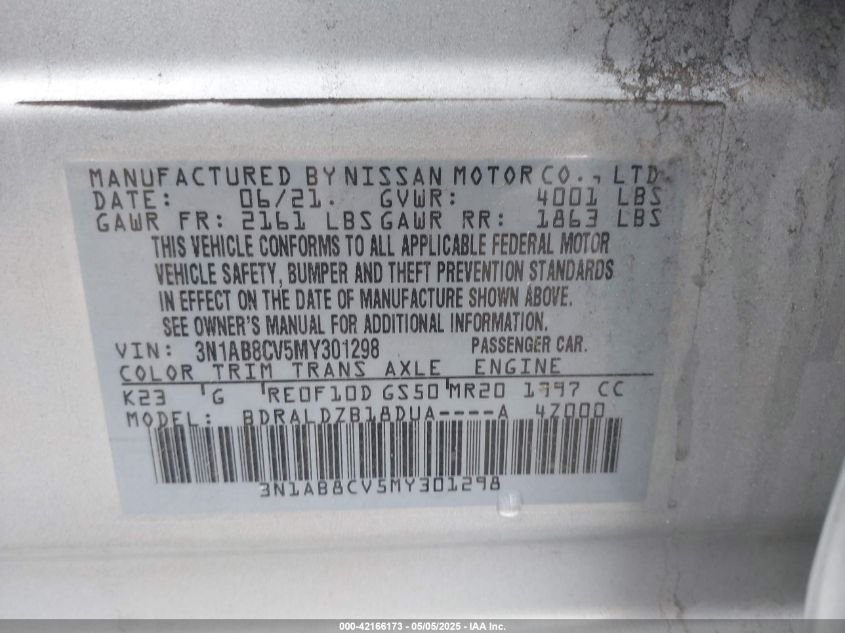 MANUFACTURED BY NISSAN MOTOR CO., LTD.
DATE: 06/21. GVWR: 4001 LBS
GAWR FR: 2161 LBS GAWR RR: 1863 LBS
THIS VEHICLE CONFORMS TO ALL APPLICABLE FEDERAL MOTOR
VEHICLE SAFETY, BUMPER AND THEFT PREVENTION STANDARDS
IN EFFECT ON THE DATE OF MANUFACTURE SHOWN ABOVE.
SEE OWNER'S MANUAL FOR ADDITIONAL INFORMATION.
VIN: 3N1AB8CV5MY301298 PASSENGER CAR.
COLOR TRIM TRANS AXLE ENGINE
K23 G RE0F10D GS50 MR20 1997 CC
MODEL: BDRALDZB18DUA----A 4Z000
3N1AB8CV5MY301298
000-42166173 - 05/05/2025 - IAA Inc.